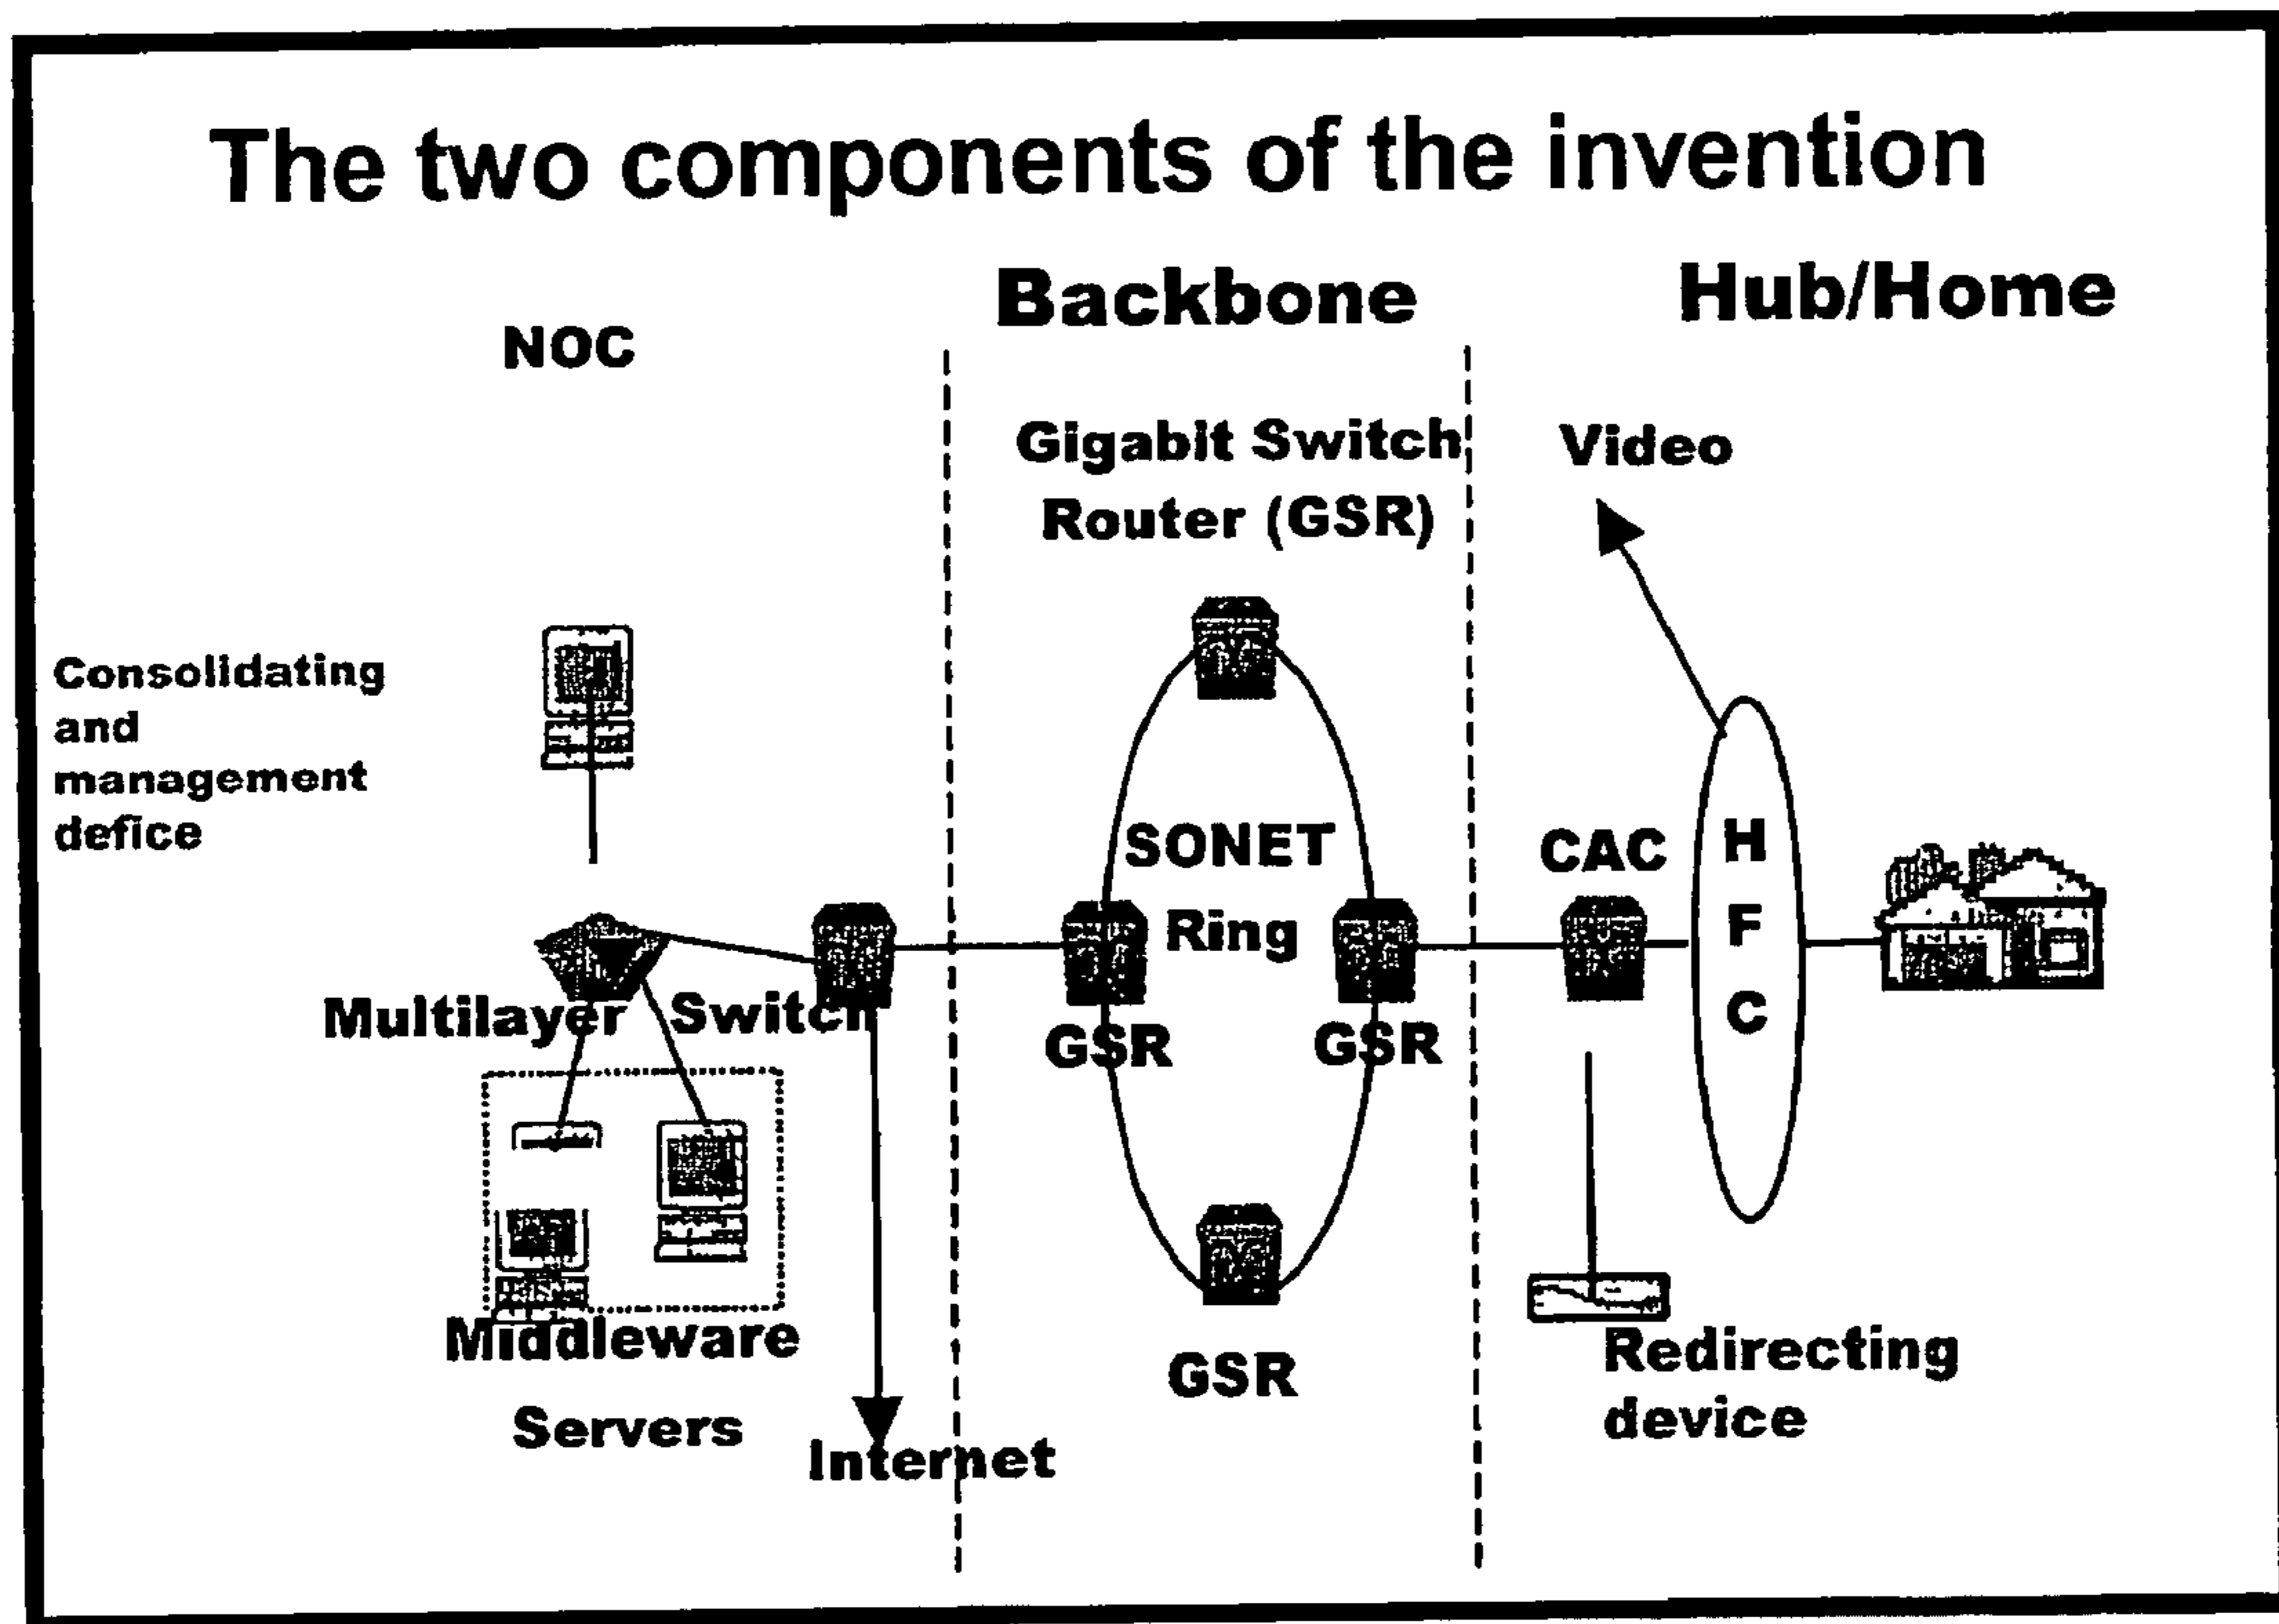 The two components of the invention
NOC
Backbone
Hub/Home
Gigabit Switch
Router (GSR)
Video
Consolidating
and
management
defice
SONET
Ring
CAC
H
F
C
Multilayer Switch
GSR
GSR
Middleware
Servers
Internet
GSR
Redirecting
device